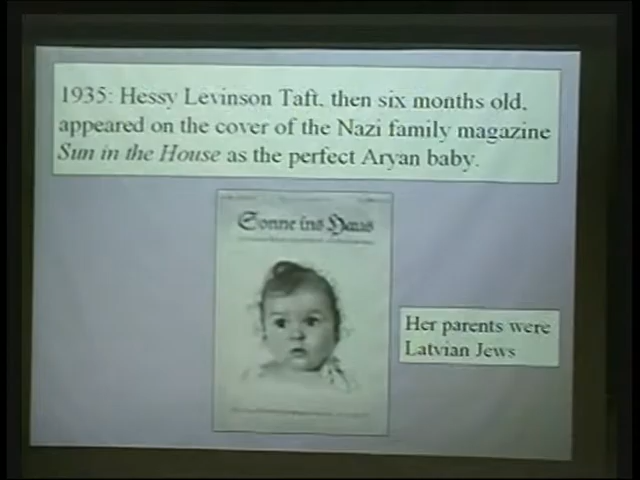 1935: Hessy Levinson Taft, then six months old,
appeared on the cover of the Nazi family magazine
Sun in the House as the perfect Aryan baby.
Sonne ins Haus
Her parents were
Latvian Jews